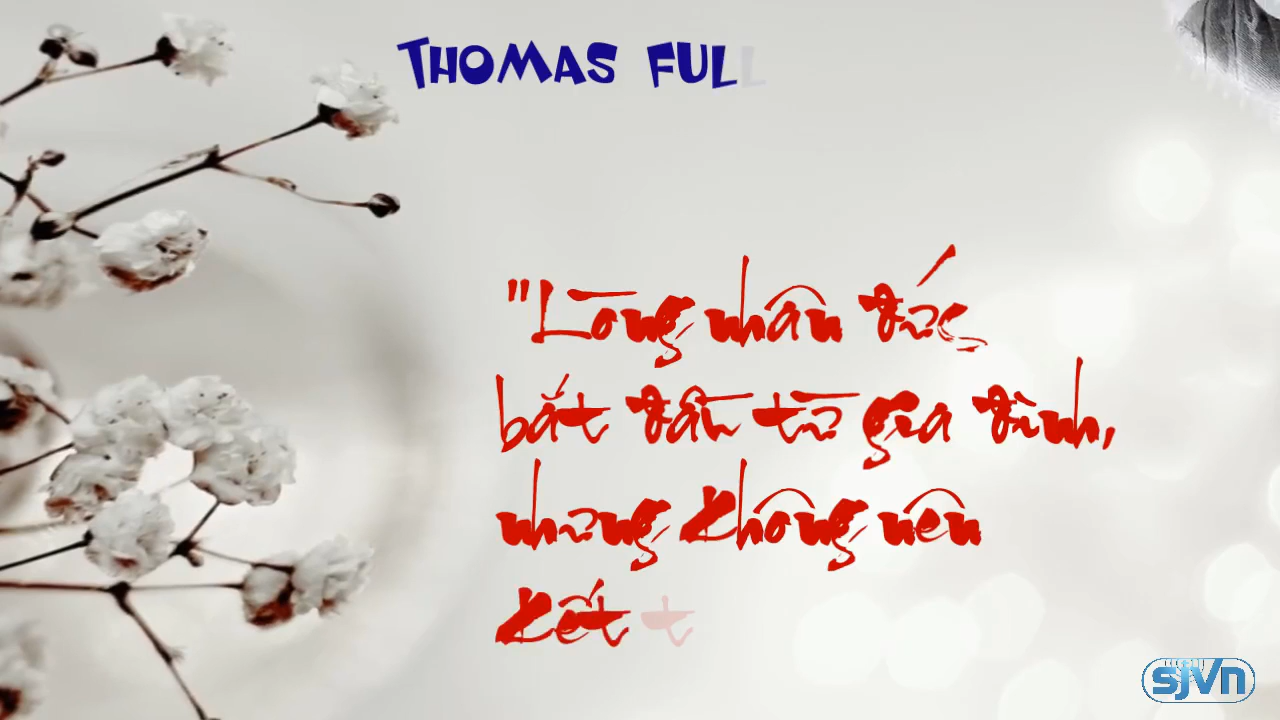 THOMAS FULL
"Lòng nhân đức
bắt đầu từ gia đình,
nhưng không nên
kết t
sjvn